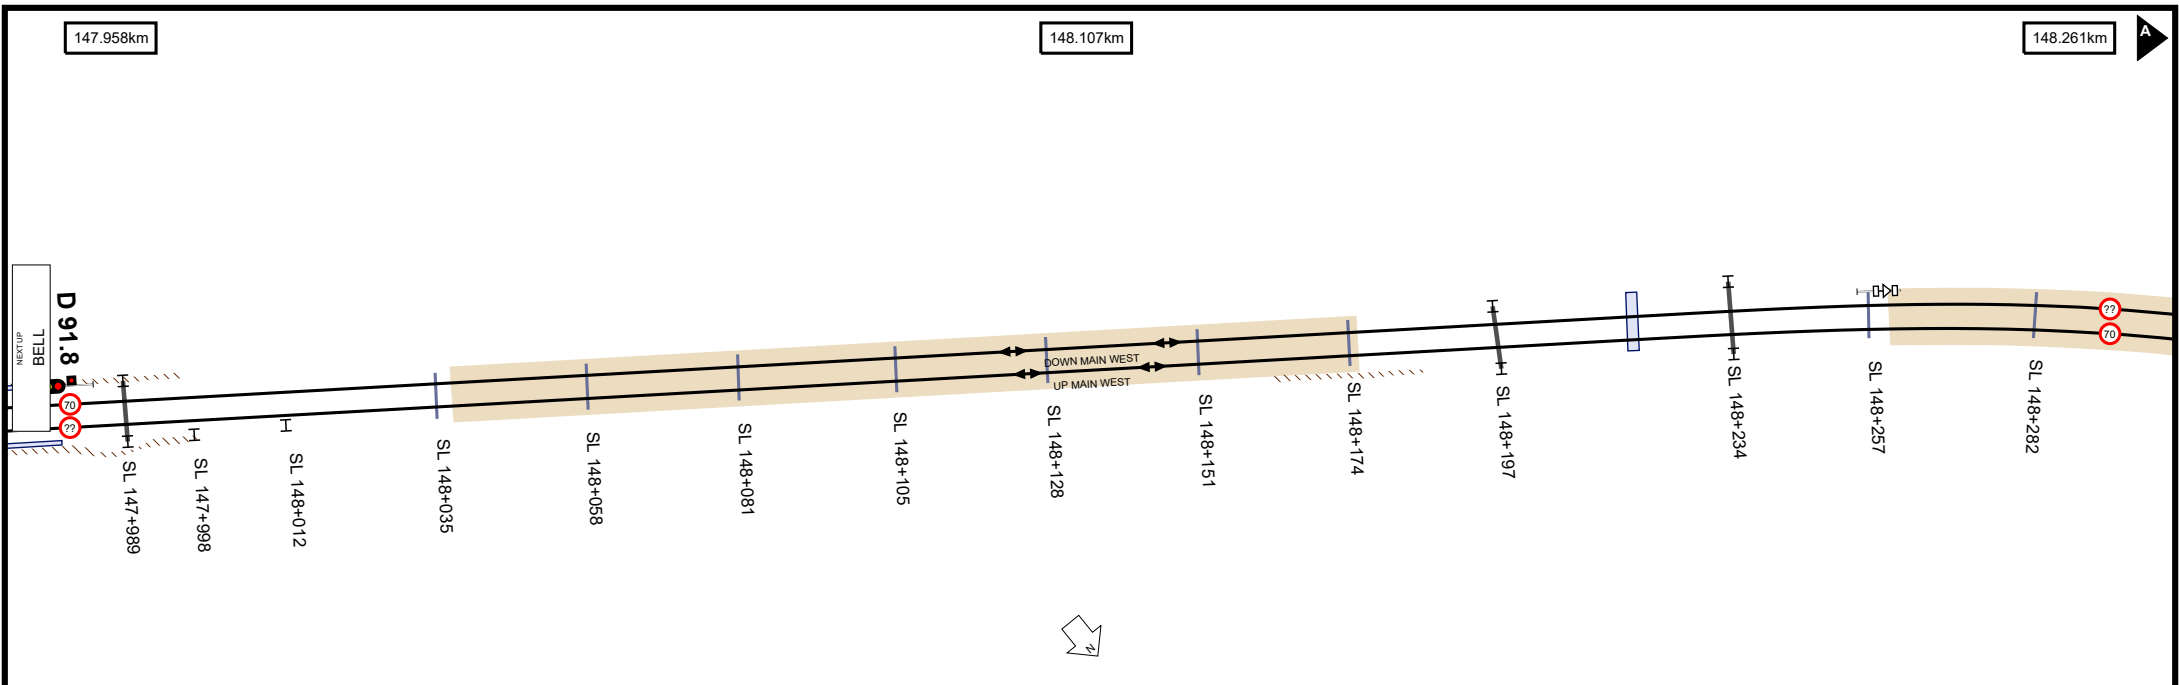 147.958km
148.107km
148.261km
A
NEXT UP
BELL
D 91.8
70
??
DOWN MAIN WEST
UP MAIN WEST
??
70
SL 147+989
SL 147+998
SL 148+012
SL 148+035
SL 148+058
SL 148+081
SL 148+105
SL 148+128
SL 148+151
SL 148+174
SL 148+197
SL 148+234
SL 148+257
SL 148+282
N